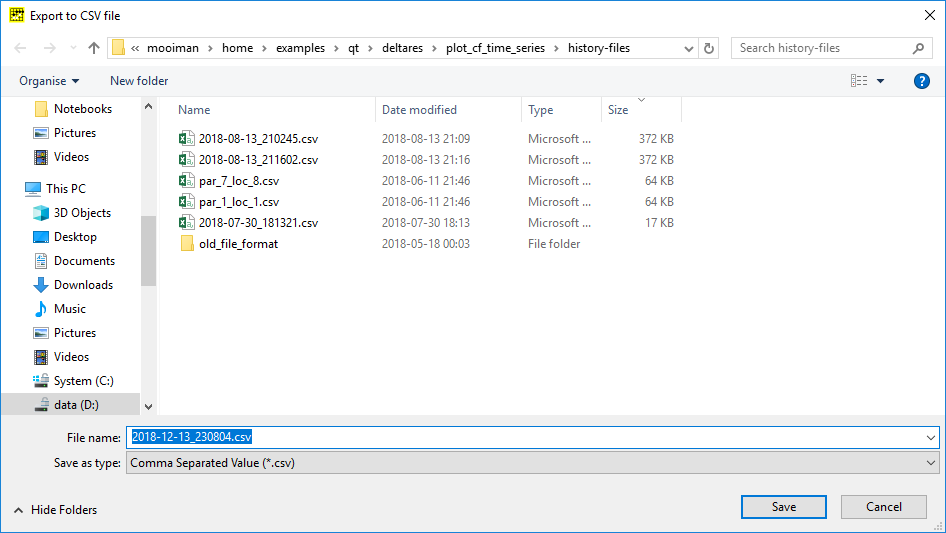 Export to CSV file
« mooiman › home › examples › qt › deltares › plot_cf_time_series › history-files
Search history-files
Organise
New folder
?
Notebooks
Pictures
Videos
This PC
3D Objects
Desktop
Documents
Downloads
Music
Pictures
Videos
System (C:)
data (D:)
Name Date modified Type Size
2018-08-13_210245.csv 2018-08-13 21:09 Microsoft ... 372 KB
2018-08-13_211602.csv 2018-08-13 21:16 Microsoft ... 372 KB
par_7_loc_8.csv 2018-06-11 21:46 Microsoft ... 64 KB
par_1_loc_1.csv 2018-06-11 21:46 Microsoft ... 64 KB
2018-07-30_181321.csv 2018-07-30 18:13 Microsoft ... 17 KB
old_file_format 2018-05-18 00:03 File folder
File name: 2018-12-13_230804.csv
Save as type: Comma Separated Value (*.csv)
Hide Folders
Save
Cancel